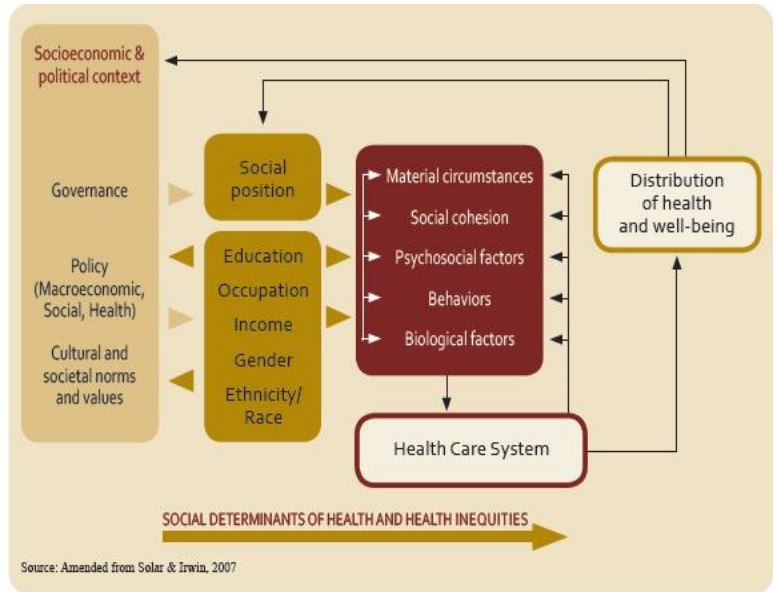 Socioeconomic &
political context
Governance
Policy
(Macroeconomic,
Social, Health)
Cultural and
societal norms
and values
Social
position
Education
Occupation
Income
Gender
Ethnicity/
Race
Material circumstances
Social cohesion
Psychosocial factors
Behaviors
Biological factors
Health Care System
Distribution
of health
and well-being
SOCIAL DETERMINANTS OF HEALTH AND HEALTH INEQUITIES
Source: Amended from Solar & Irwin, 2007